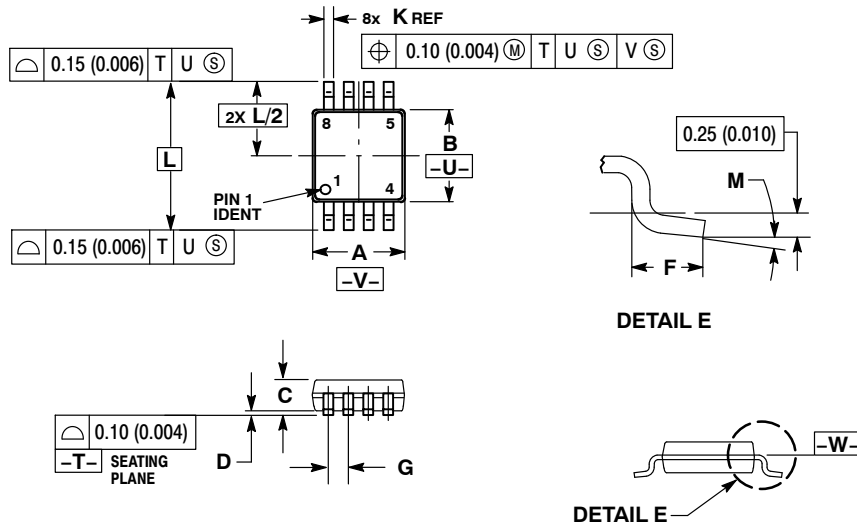 8x K REF
⌖ 0.10 (0.004) Ⓜ T U Ⓢ V Ⓢ
⌓ 0.15 (0.006) T U Ⓢ
2X L/2
8 5
B
–U–
L
PIN 1
IDENT
1 4
⌓ 0.15 (0.006) T U Ⓢ
A
–V–
0.25 (0.010)
M
F
DETAIL E
C
⌓ 0.10 (0.004)
–T– SEATING
PLANE
D
G
–W–
DETAIL E